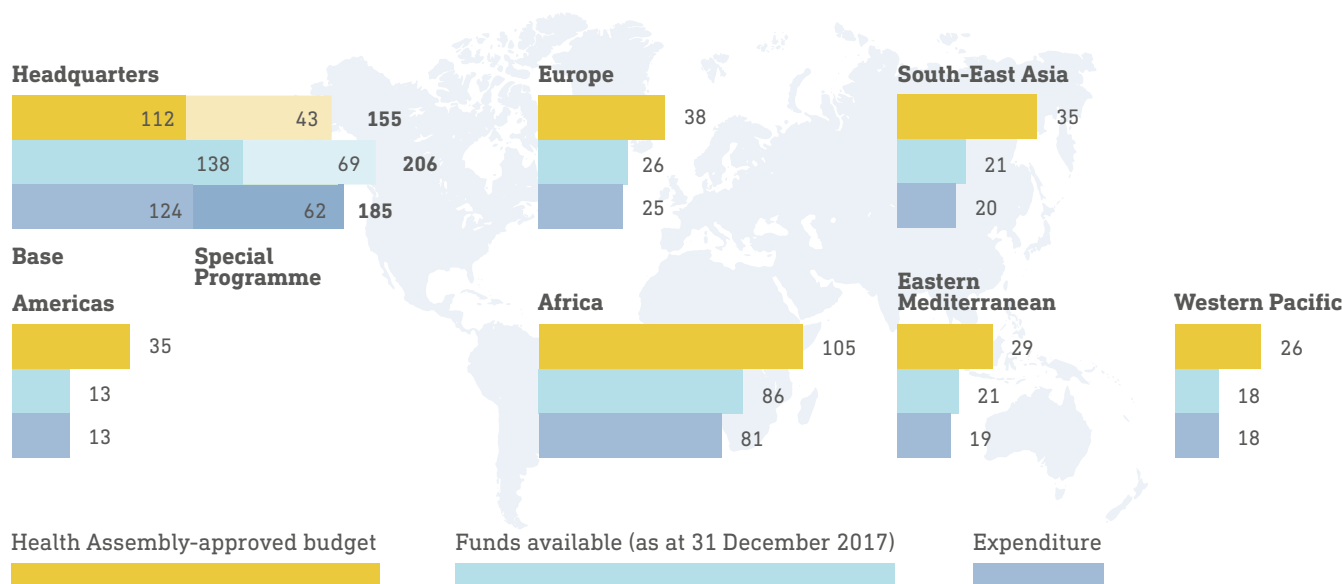 Headquarters
112 43 155
138 69 206
124 62 185
Base
Special
Programme
Europe
38
26
25
South-East Asia
35
21
20
Americas
35
13
13
Africa
105
86
81
Eastern
Mediterranean
29
21
19
Western Pacific
26
18
18
Health Assembly-approved budget
Funds available (as at 31 December 2017)
Expenditure